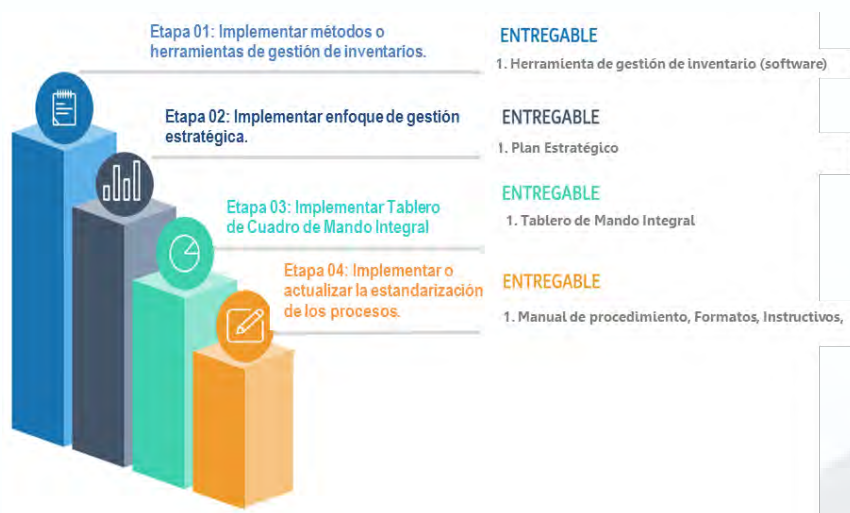 Etapa 01: Implementar métodos o
herramientas de gestión de inventarios.
ENTREGABLE
1. Herramienta de gestión de inventario (software)
Etapa 02: Implementar enfoque de gestión
estratégica.
ENTREGABLE
1. Plan Estratégico
Etapa 03: Implementar Tablero
de Cuadro de Mando Integral
ENTREGABLE
1. Tablero de Mando Integral
Etapa 04: Implementar o
actualizar la estandarización
de los procesos.
ENTREGABLE
1. Manual de procedimiento, Formatos, Instructivos,